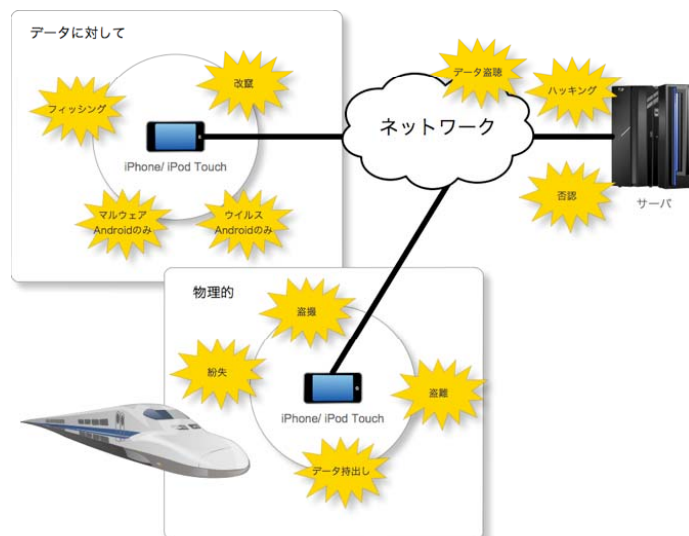 データに対して
改竄
フィッシング
iPhone/ iPod Touch
マルウェア
Androidのみ
ウイルス
Androidのみ
ネットワーク
データ盗聴
ハッキング
否認
サーバ
物理的
盗撮
紛失
盗難
iPhone/ iPod Touch
データ持出し